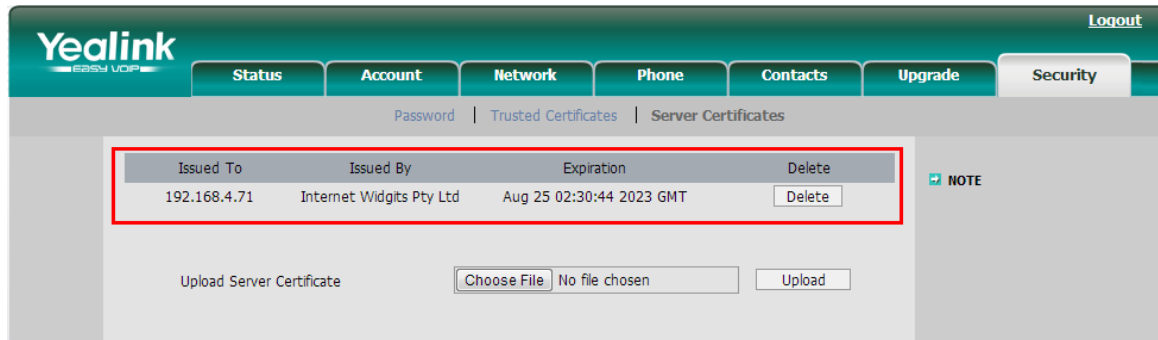 Logout
Yealink
EASY VOIP
Status Account Network Phone Contacts Upgrade Security
Password Trusted Certificates Server Certificates
Issued To Issued By Expiration Delete
192.168.4.71 Internet Widgits Pty Ltd Aug 25 02:30:44 2023 GMT Delete
NOTE
Upload Server Certificate Choose File No file chosen Upload